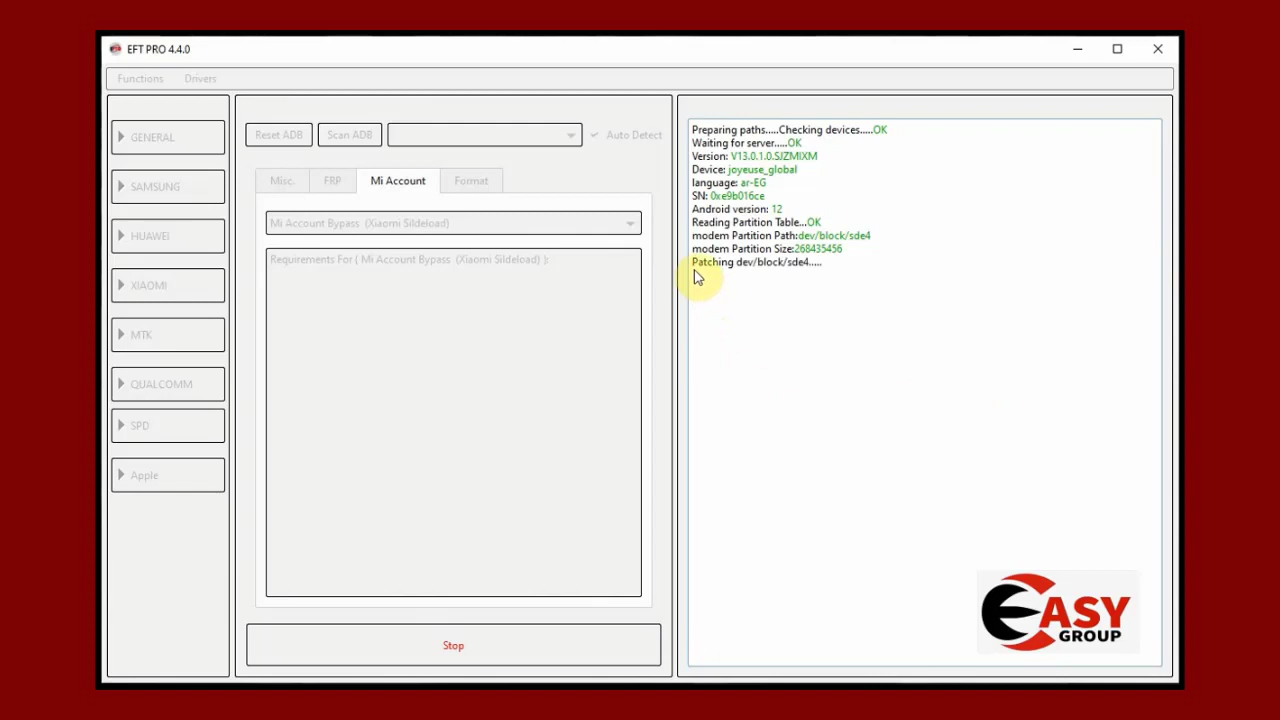 EFT PRO 4.4.0
Functions Drivers
GENERAL
SAMSUNG
HUAWEI
XIAOMI
MTK
QUALCOMM
SPD
Apple
Reset ADB Scan ADB Auto Detect
Misc. FRP Mi Account Format
Mi Account Bypass (Xiaomi Sildeload)
Requirements For ( Mi Account Bypass (Xiaomi Sildeload) ):
Stop
Preparing paths.....Checking devices.....OK
Waiting for server.....OK
Version: V13.0.1.0.SJZMIXM
Device: joyeuse_global
language: ar-EG
SN: 0xe9b016ce
Android version: 12
Reading Partition Table...OK
modem Partition Path:dev/block/sde4
modem Partition Size:268435456
Patching dev/block/sde4.....
EASY
GROUP